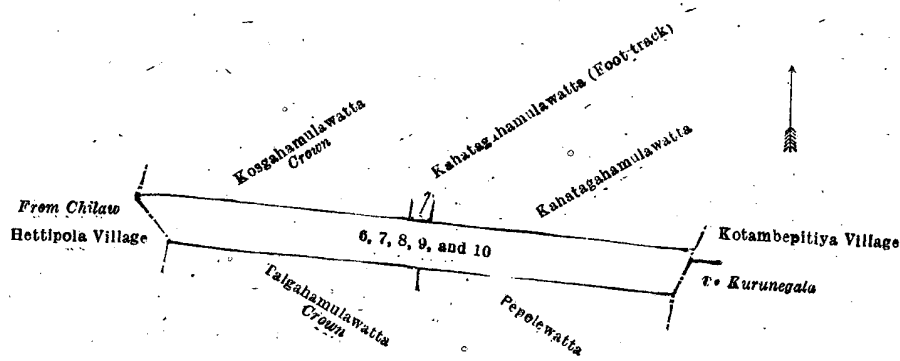 Kahatagahamulawatta (Foot track)
Kosgahamulawatta
Crown
Kahatagahamulawatta
From Chilaw
Hettipola Village
6, 7, 8, 9, and 10
Kotambepitiya Village
to Kurunegala
Talgahamulawatta
Crown
Pepolewatta